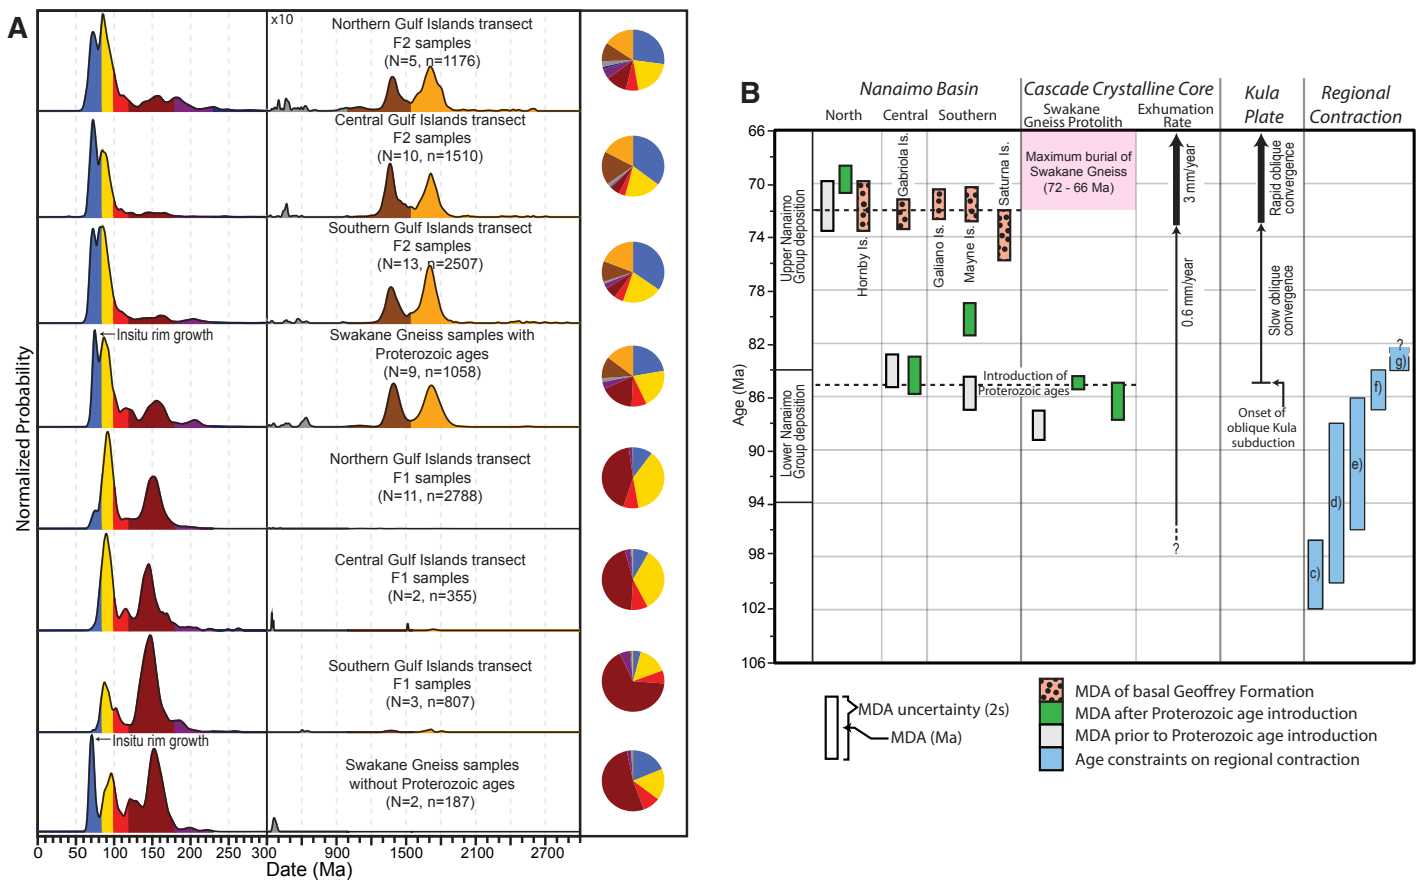 A
x10
Northern Gulf Islands transect
F2 samples
(N=5, n=1176)
Central Gulf Islands transect
F2 samples
(N=10, n=1510)
Southern Gulf Islands transect
F2 samples
(N=13, n=2507)
Insitu rim growth
Swakane Gneiss samples with
Proterozoic ages
(N=9, n=1058)
Northern Gulf Islands transect
F1 samples
(N=11, n=2788)
Central Gulf Islands transect
F1 samples
(N=2, n=355)
Southern Gulf Islands transect
F1 samples
(N=3, n=807)
Insitu rim growth
Swakane Gneiss samples
without Proterozoic ages
(N=2, n=187)
Normalized Probability
0 50 100 150 200 250 300 900 1500 2100 2700
Date (Ma)
B
Nanaimo Basin
Cascade Crystalline Core
Kula
Plate
Regional
Contraction
North
Central
Southern
Swakane
Gneiss Protolith
Exhumation
Rate
66
70
74
78
82
86
90
94
98
102
106
Age (Ma)
Upper Nanaimo
Group deposition
Lower Nanaimo
Group deposition
Hornby Is.
Gabriola Is.
Galiano Is.
Mayne Is.
Saturna Is.
Maximum burial of
Swakane Gneiss
(72 - 66 Ma)
Introduction of
Proterozoic ages
3 mm/year
0.6 mm/year
?
Rapid oblique
convergence
Slow oblique
convergence
Onset of
oblique Kula
subduction
c)
d)
e)
f)
?
g)
MDA uncertainty (2s)
MDA (Ma)
MDA of basal Geoffrey Formation
MDA after Proterozoic age introduction
MDA prior to Proterozoic age introduction
Age constraints on regional contraction